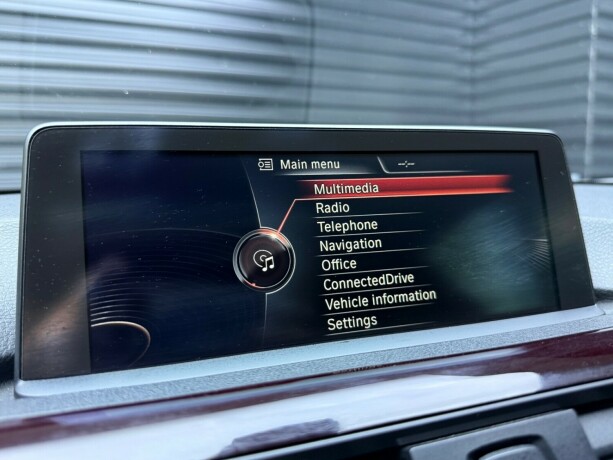 Main menu
Multimedia
Radio
Telephone
Navigation
Office
ConnectedDrive
Vehicle information
Settings